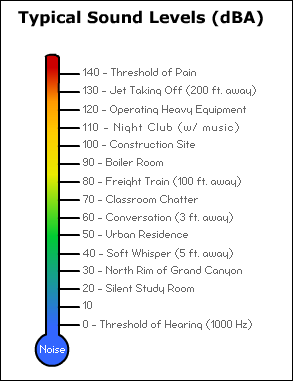 Typical Sound Levels (dBA)
140 - Threshold of Pain
130 - Jet Taking Off (200 ft. away)
120 - Operating Heavy Equipment
110 - Night Club (w/ music)
100 - Construction Site
90 - Boiler Room
80 - Freight Train (100 ft. away)
70 - Classroom Chatter
60 - Conversation (3 ft. away)
50 - Urban Residence
40 - Soft Whisper (5 ft. away)
30 - North Rim of Grand Canyon
20 - Silent Study Room
10
0 - Threshold of Hearing (1000 Hz)
Noise